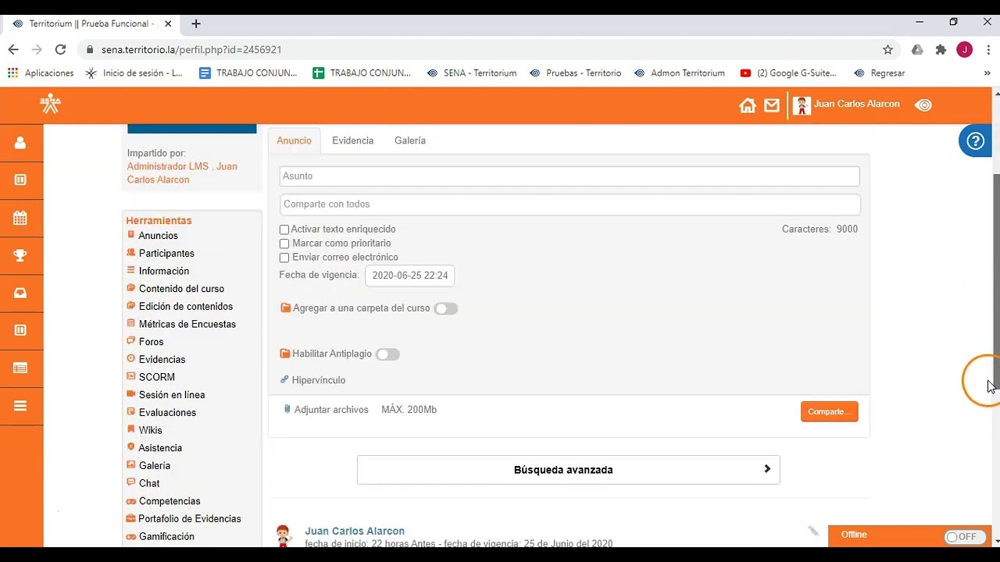 Territorium || Prueba Funcional -
sena.territorio.la/perfil.php?id=2456921
J
Aplicaciones
Inicio de sesión - L...
TRABAJO CONJUN...
TRABAJO CONJUN...
SENA - Territorium
Pruebas - Territorio
Admon Territorium
(2) Google G-Suite...
Regresar
»
SENA
Juan Carlos Alarcon
Impartido por:
Administrador LMS , Juan
Carlos Alarcon
Herramientas
Anuncios
Participantes
Información
Contenido del curso
Edición de contenidos
Métricas de Encuestas
Foros
Evidencias
SCORM
Sesión en línea
Evaluaciones
Wikis
Asistencia
Galería
Chat
Competencias
Portafolio de Evidencias
Gamificación
Anuncio
Evidencia
Galería
?
Asunto
Comparte con todos
Activar texto enriquecido
Caracteres: 9000
Marcar como prioritario
Enviar correo electrónico
Fecha de vigencia: 2020-06-25 22:24
Agregar a una carpeta del curso
Habilitar Antiplagio
Hipervínculo
Adjuntar archivos MÁX. 200Mb
Comparte...
Búsqueda avanzada
Juan Carlos Alarcon
fecha de inicio: 22 horas Antes - fecha de vigencia: 25 de Junio del 2020
Offline
OFF